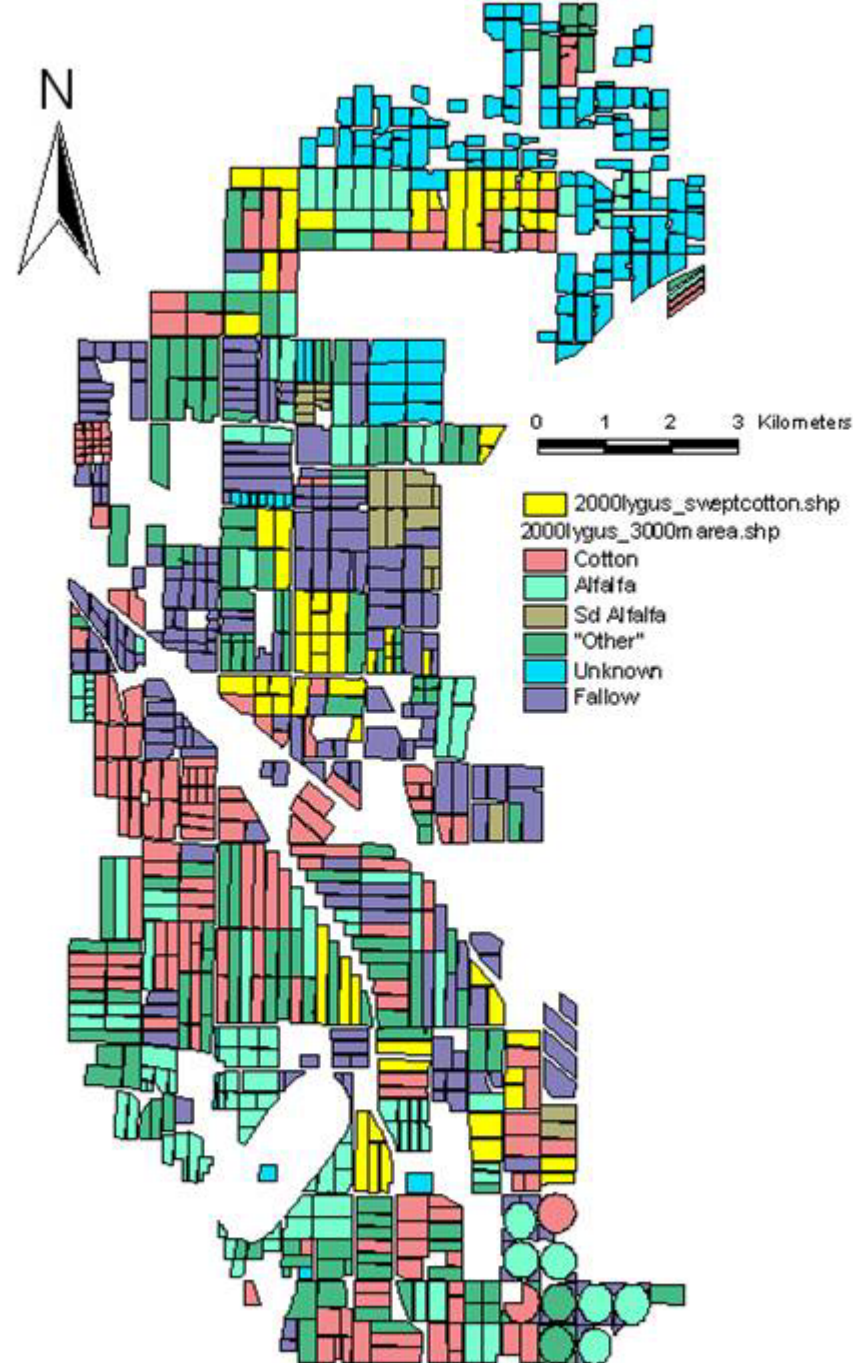 N
0 1 2 3 Kilometers
2000lygus_sweptcotton.shp
2000lygus_3000marea.shp
Cotton
Alfalfa
Sd Alfalfa
"Other"
Unknown
Fallow